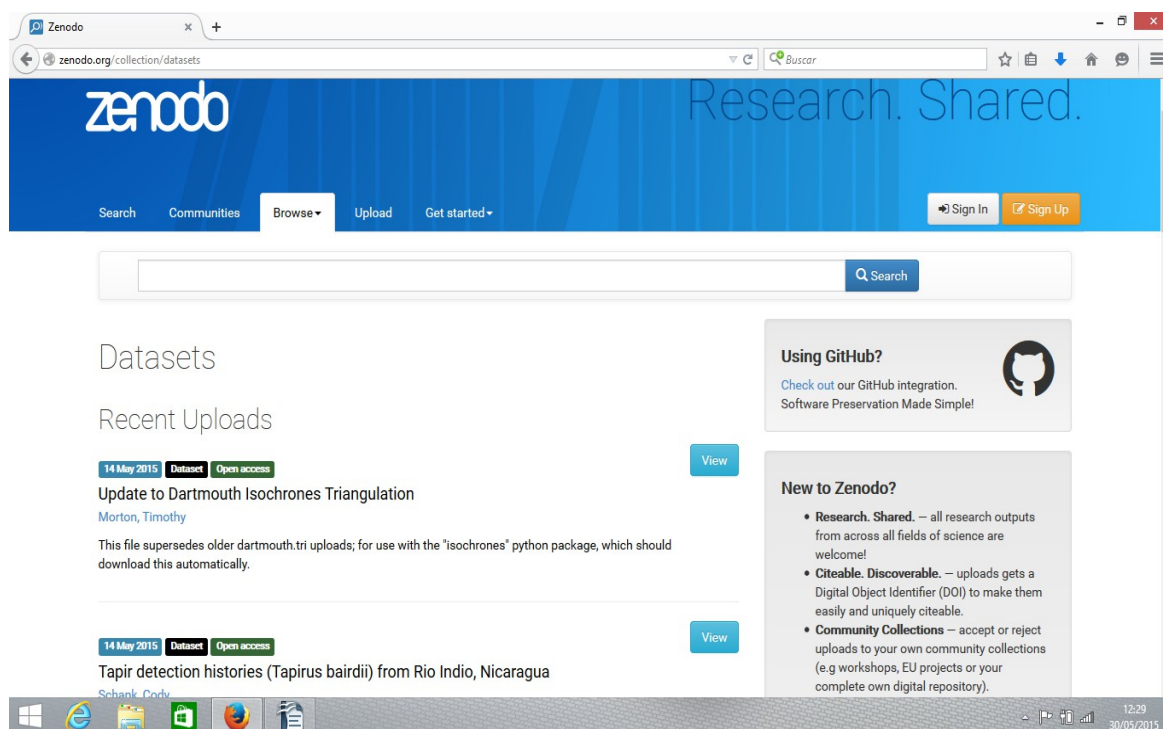 Zenodo
zenodo.org/collection/datasets
Buscar
zenodo
Research. Shared.
Search Communities Browse Upload Get started Sign In Sign Up
Search
Datasets
Recent Uploads
14 May 2015 Dataset Open access
View
Update to Dartmouth Isochrones Triangulation
Morton, Timothy
This file supersedes older dartmouth.tri uploads; for use with the "isochrones" python package, which should
download this automatically.
14 May 2015 Dataset Open access
View
Tapir detection histories (Tapirus bairdii) from Rio Indio, Nicaragua
Schank, Cody
Using GitHub?
Check out our GitHub integration.
Software Preservation Made Simple!
New to Zenodo?
• Research. Shared. — all research outputs
from across all fields of science are
welcome!
• Citeable. Discoverable. — uploads gets a
Digital Object Identifier (DOI) to make them
easily and uniquely citeable.
• Community Collections — accept or reject
uploads to your own community collections
(e.g workshops, EU projects or your
complete own digital repository).
12:29
30/05/2015